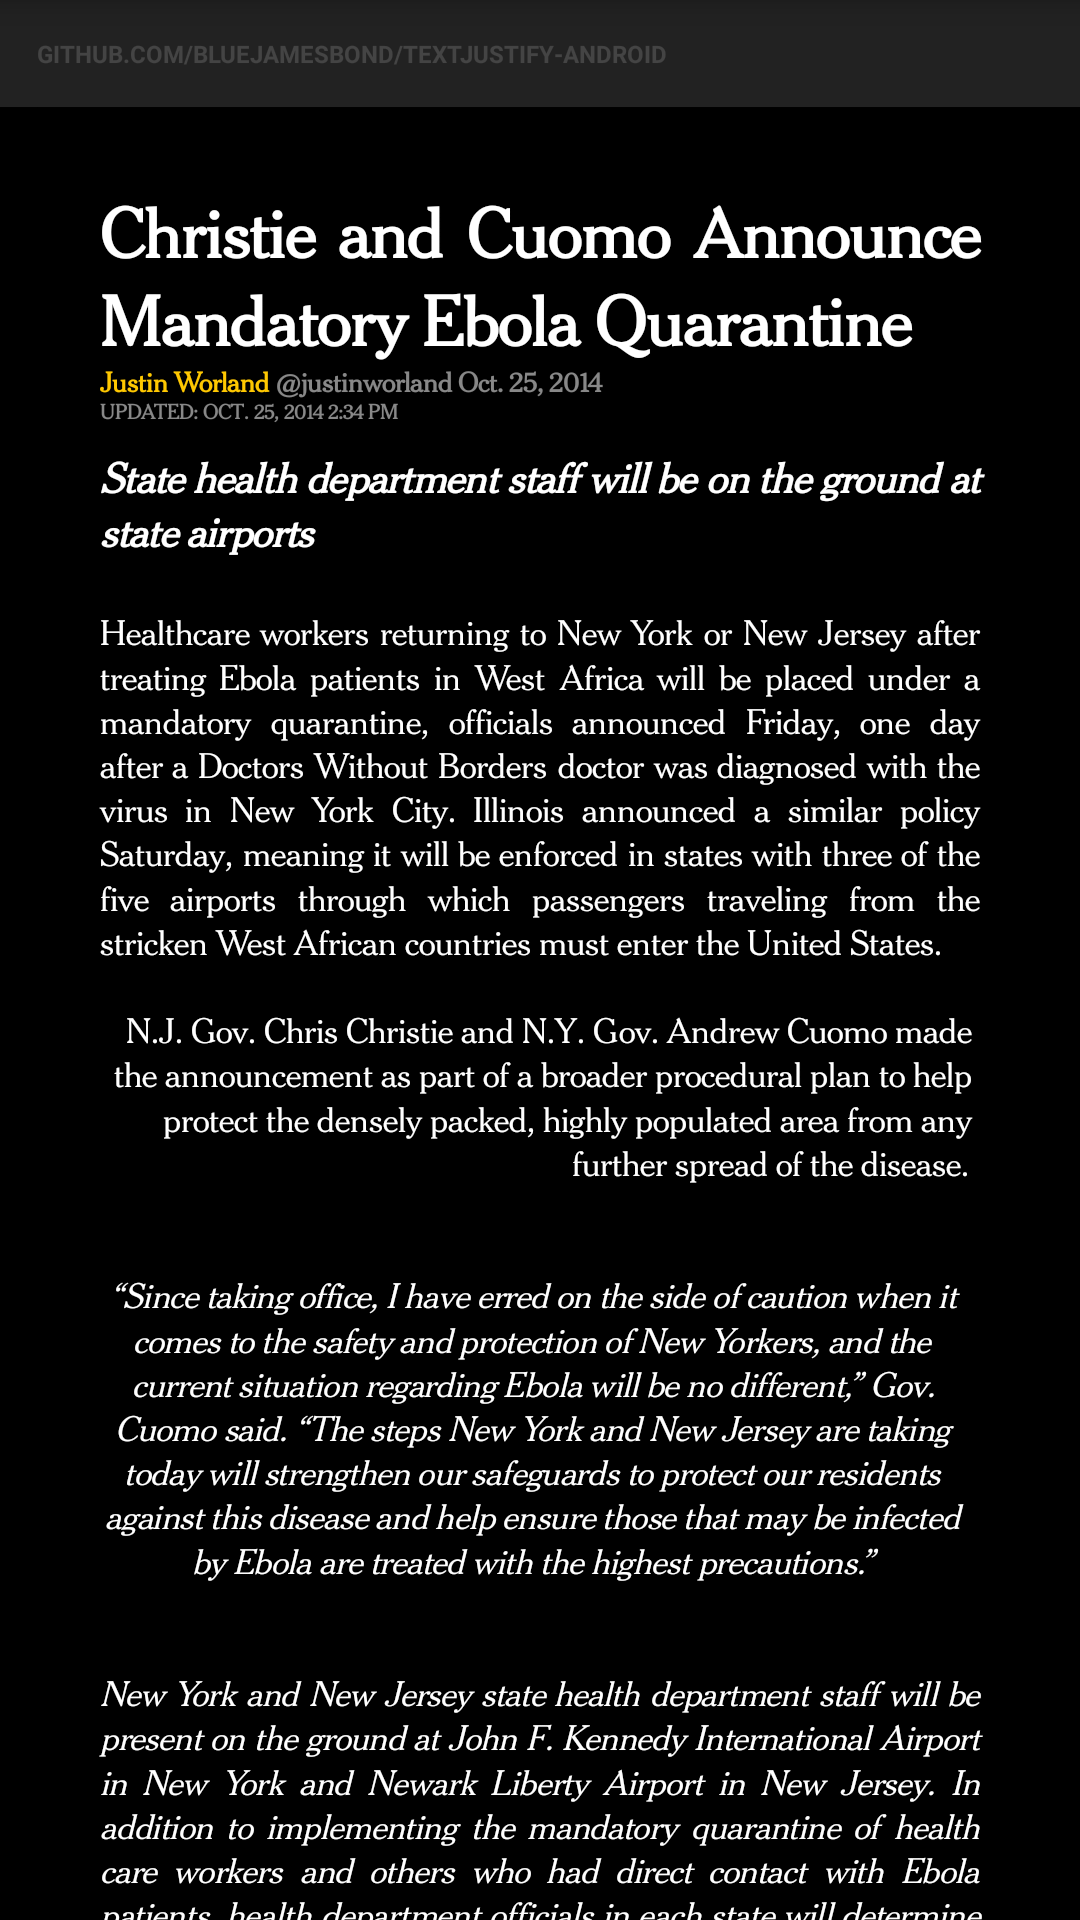 GITHUB.COM/BLUEJAMESBOND/TEXTJUSTIFY-ANDROID
Christie and Cuomo Announce
Mandatory Ebola Quarantine
Justin Worland @justinworland Oct. 25, 2014
UPDATED: OCT. 25, 2014 2:34 PM
State health department staff will be on the ground at
state airports
Healthcare workers returning to New York or New Jersey after
treating Ebola patients in West Africa will be placed under a
mandatory quarantine, officials announced Friday, one day
after a Doctors Without Borders doctor was diagnosed with the
virus in New York City. Illinois announced a similar policy
Saturday, meaning it will be enforced in states with three of the
five airports through which passengers traveling from the
stricken West African countries must enter the United States.
N.J. Gov. Chris Christie and N.Y. Gov. Andrew Cuomo made
the announcement as part of a broader procedural plan to help
protect the densely packed, highly populated area from any
further spread of the disease.
“Since taking office, I have erred on the side of caution when it
comes to the safety and protection of New Yorkers, and the
current situation regarding Ebola will be no different,” Gov.
Cuomo said. “The steps New York and New Jersey are taking
today will strengthen our safeguards to protect our residents
against this disease and help ensure those that may be infected
by Ebola are treated with the highest precautions.”
New York and New Jersey state health department staff will be
present on the ground at John F. Kennedy International Airport
in New York and Newark Liberty Airport in New Jersey. In
addition to implementing the mandatory quarantine of health
care workers and others who had direct contact with Ebola
patients, health department officials in each state will determine